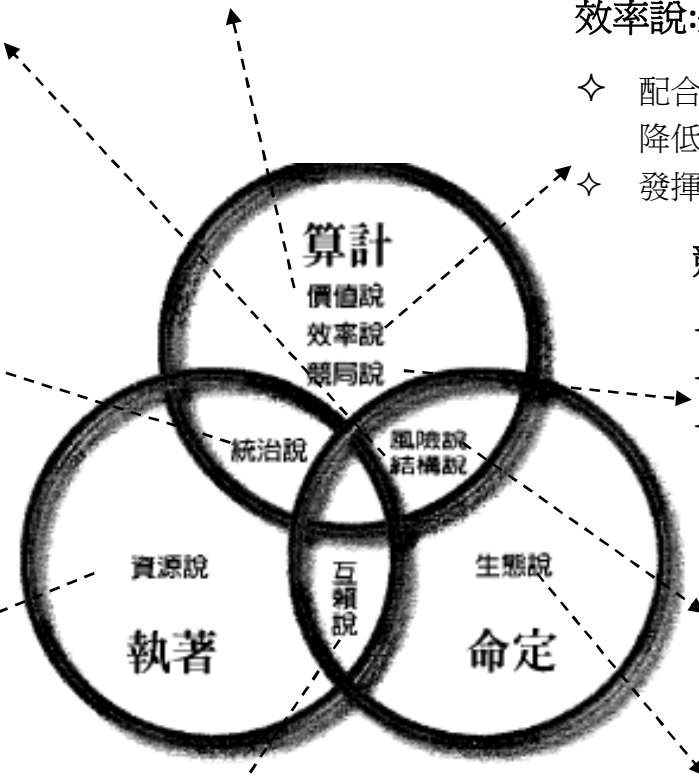 效率說:
✧ 配合
降低
✧ 發揮
算計
價值說
效率說
競局說
統治說
風險說
結構說
資源說
互賴說
生態說
執著
命定